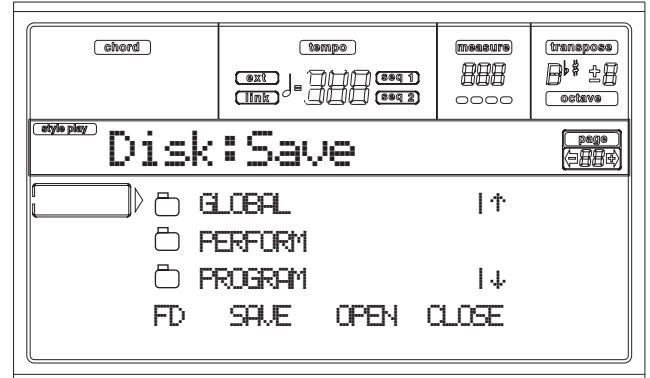 chord tempo measure transpose
ext ♩= seq 1
link seq 2
B♭♯ ±8
octave
style play Disk:Save page
GLOBAL
PERFORM
PROGRAM
FD SAVE OPEN CLOSE